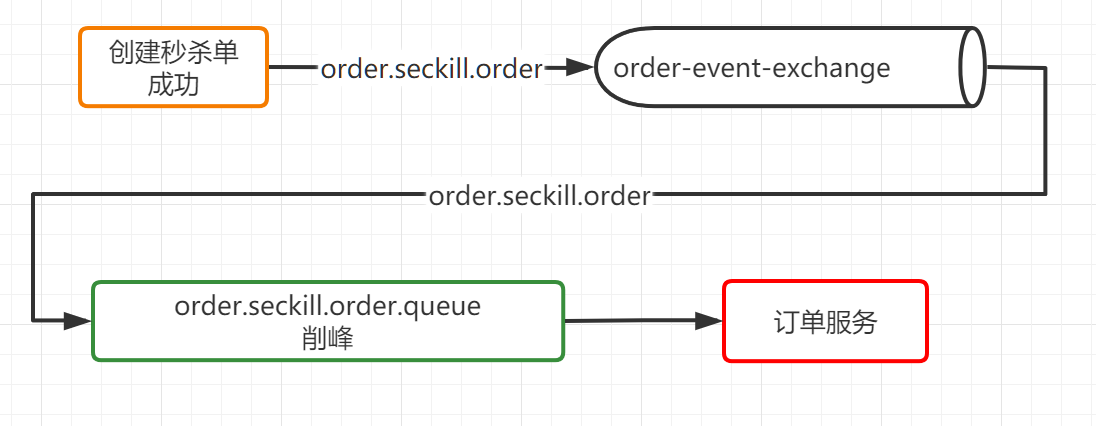 创建秒杀单
成功
order.seckill.order
order-event-exchange
order.seckill.order
order.seckill.order.queue
削峰
订单服务